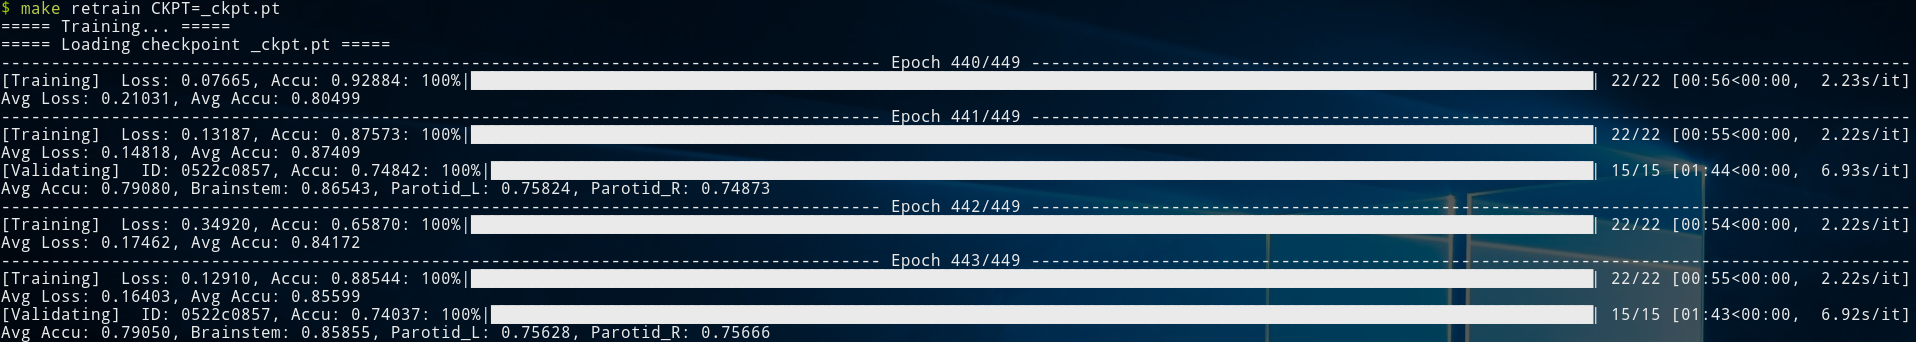 $ make retrain CKPT=_ckpt.pt
===== Training... =====
===== Loading checkpoint _ckpt.pt =====
---------------------------------------------------------------------------------------- Epoch 440/449 ----------------------------------------------------------------------------------------
[Training]  Loss: 0.07665, Accu: 0.92884: 100%|████████████████| 22/22 [00:56<00:00,  2.23s/it]
Avg Loss: 0.21031, Avg Accu: 0.80499
---------------------------------------------------------------------------------------- Epoch 441/449 ----------------------------------------------------------------------------------------
[Training]  Loss: 0.13187, Accu: 0.87573: 100%|████████████████| 22/22 [00:55<00:00,  2.22s/it]
Avg Loss: 0.14818, Avg Accu: 0.87409
[Validating]  ID: 0522c0857, Accu: 0.74842: 100%|████████████████| 15/15 [01:44<00:00,  6.93s/it]
Avg Accu: 0.79080, Brainstem: 0.86543, Parotid_L: 0.75824, Parotid_R: 0.74873
---------------------------------------------------------------------------------------- Epoch 442/449 ----------------------------------------------------------------------------------------
[Training]  Loss: 0.34920, Accu: 0.65870: 100%|████████████████| 22/22 [00:54<00:00,  2.22s/it]
Avg Loss: 0.17462, Avg Accu: 0.84172
---------------------------------------------------------------------------------------- Epoch 443/449 ----------------------------------------------------------------------------------------
[Training]  Loss: 0.12910, Accu: 0.88544: 100%|████████████████| 22/22 [00:55<00:00,  2.22s/it]
Avg Loss: 0.16403, Avg Accu: 0.85599
[Validating]  ID: 0522c0857, Accu: 0.74037: 100%|████████████████| 15/15 [01:43<00:00,  6.92s/it]
Avg Accu: 0.79050, Brainstem: 0.85855, Parotid_L: 0.75628, Parotid_R: 0.75666